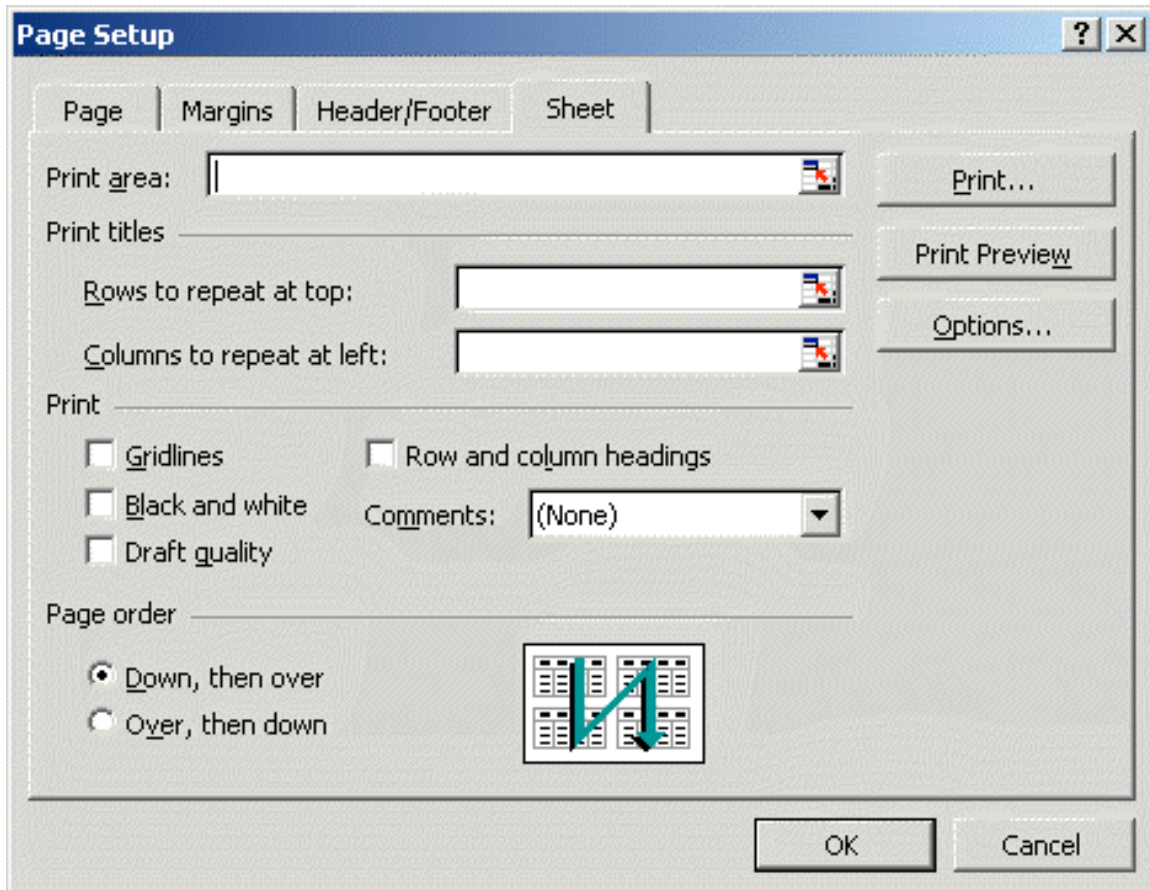 Page Setup
Page Margins Header/Footer Sheet
Print area:
Print...
Print titles
Print Preview
Rows to repeat at top:
Options...
Columns to repeat at left:
Print
Gridlines
Row and column headings
Black and white
Comments: (None)
Draft quality
Page order
Down, then over
Over, then down
OK Cancel